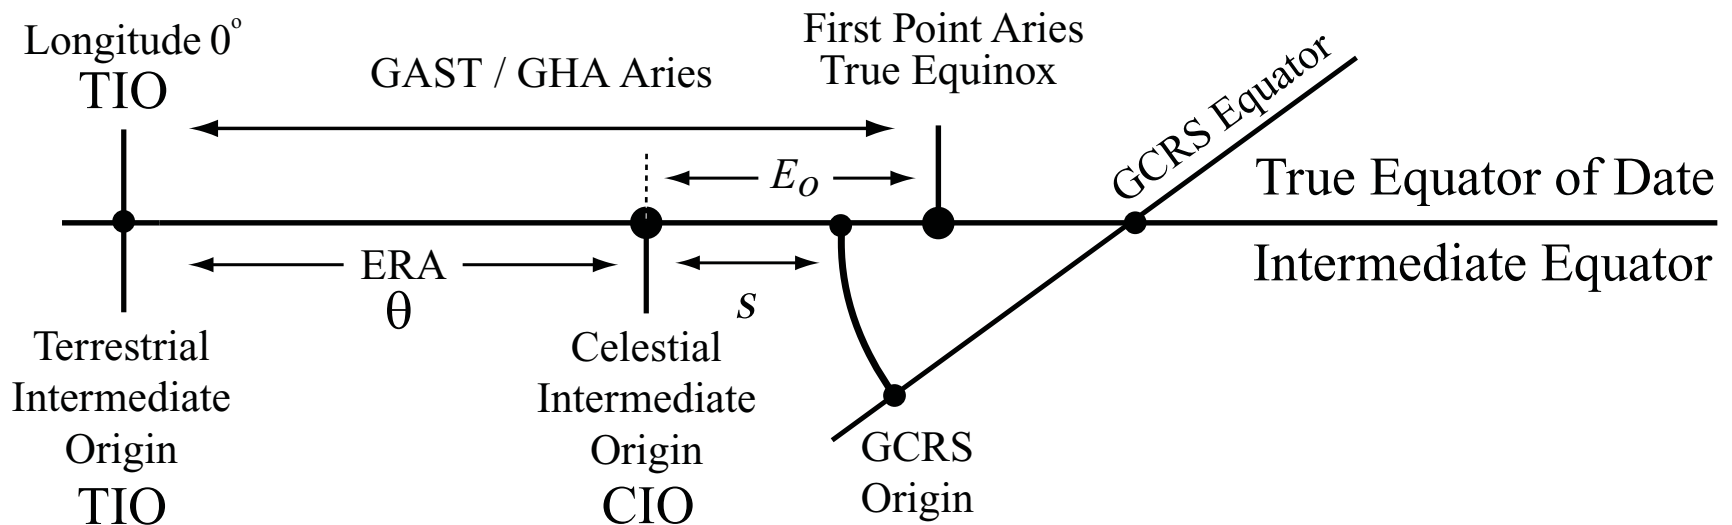 Longitude 0°
TIO
GAST / GHA Aries
First Point Aries
True Equinox
GCRS Equator
E_o
True Equator of Date
Intermediate Equator
ERA
θ
s
Terrestrial
Intermediate
Origin
TIO
Celestial
Intermediate
Origin
CIO
GCRS
Origin